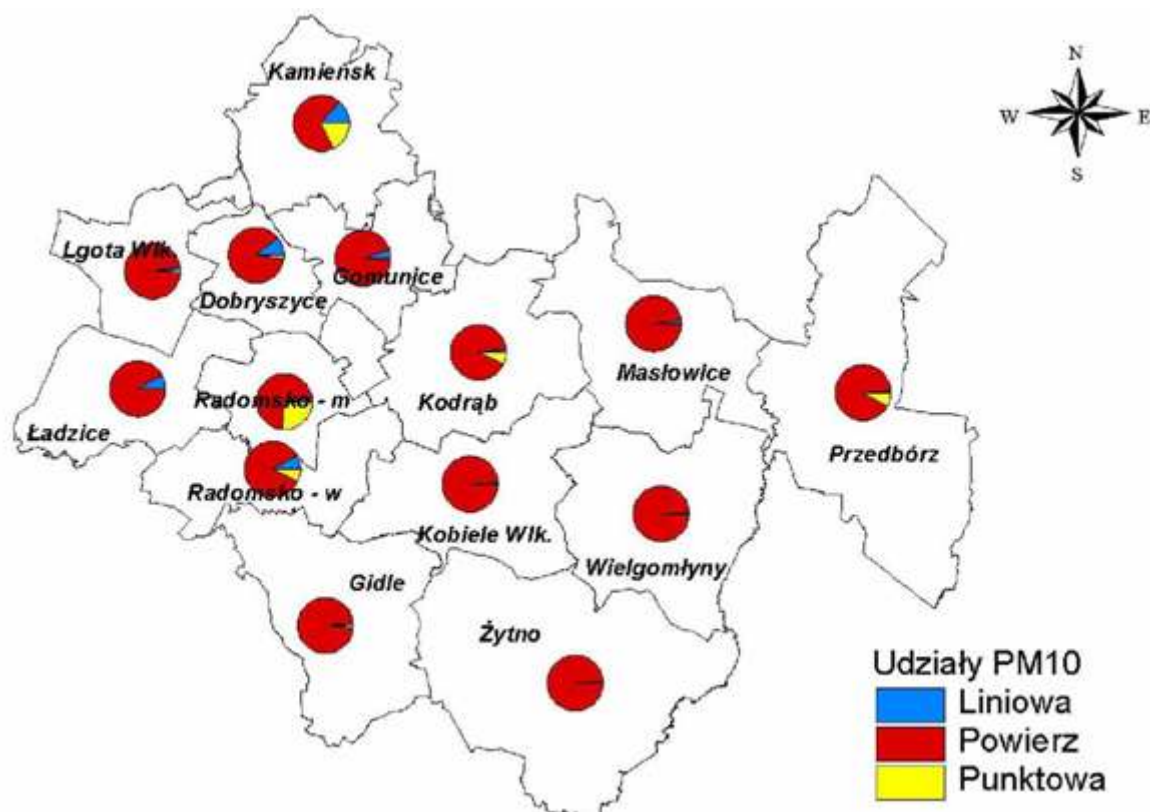 Kamieńsk
N
W
E
S
Lgota Wlk.
Dobryszyce
Gomunice
Masłowice
Radomsko - m
Kodrąb
Ładzice
Przedbórz
Radomsko - w
Kobiele Wlk.
Wielgomłyny
Gidle
Żytno
Udziały PM10
Liniowa
Powierz
Punktowa